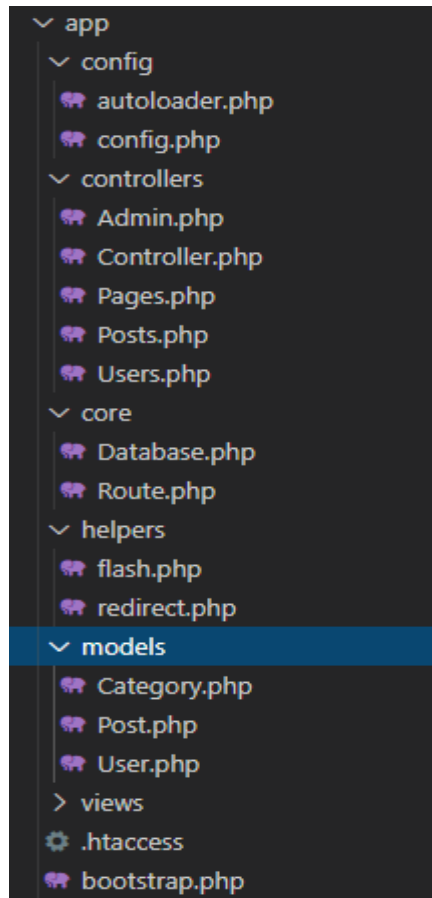 app
config
autoloader.php
config.php
controllers
Admin.php
Controller.php
Pages.php
Posts.php
Users.php
core
Database.php
Route.php
helpers
flash.php
redirect.php
models
Category.php
Post.php
User.php
views
.htaccess
bootstrap.php